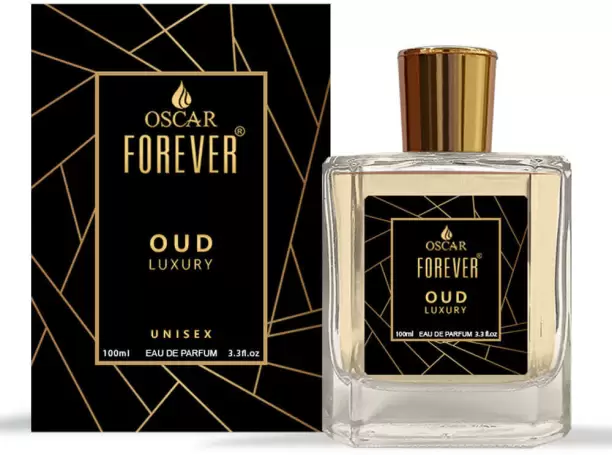 OSCAR
FOREVER®
OUD
LUXURY
UNISEX
100ml EAU DE PARFUM 3.3fl.oz
OSCAR
FOREVER®
OUD
LUXURY
100ml EAU DE PARFUM 3.3 fl.oz